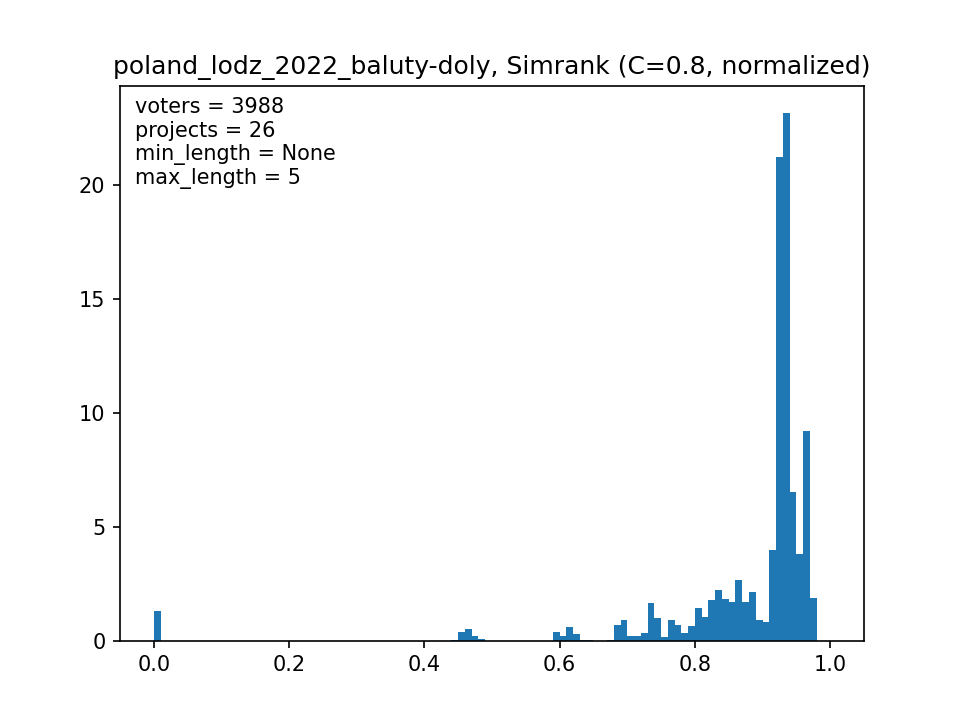 poland_lodz_2022_baluty-doly, Simrank (C=0.8, normalized)
voters = 3988
projects = 26
min_length = None
max_length = 5
20
15
10
5
0
0.0 0.2 0.4 0.6 0.8 1.0